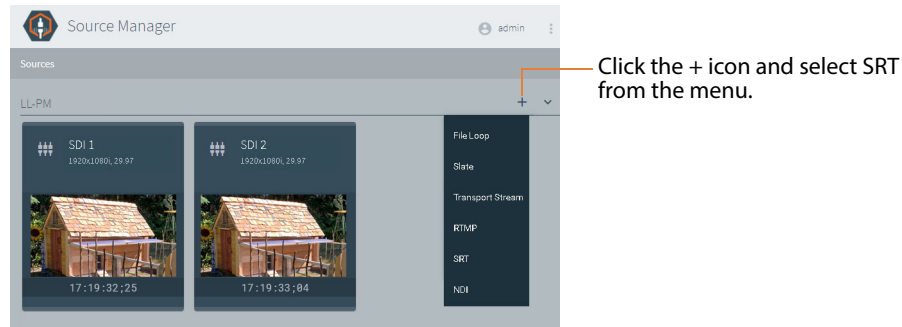 Source Manager
admin
Sources
LL-PM
Click the + icon and select SRT
from the menu.
SDI 1
1920x1080i, 29.97
SDI 2
1920x1080i, 29.97
File Loop
Slate
Transport Stream
RTMP
SRT
NDI
17:19:32;25
17:19:33;04